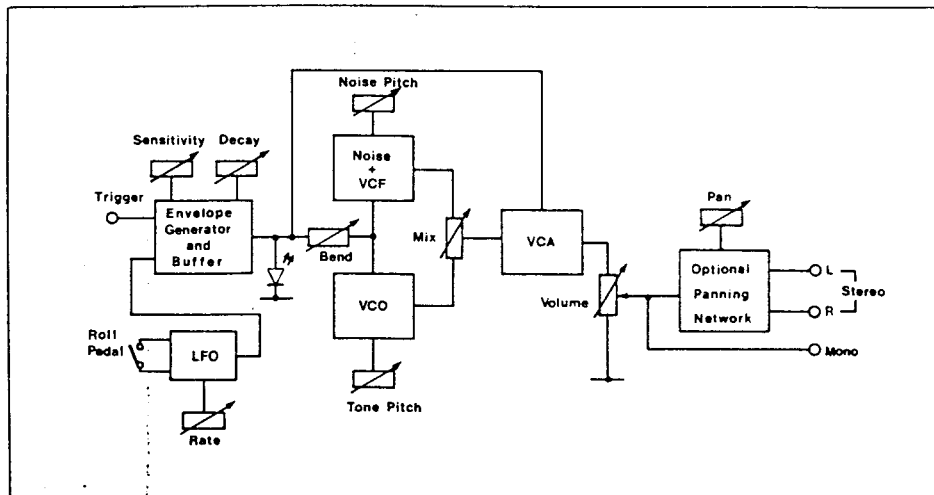 Noise Pitch
Sensitivity
Decay
Noise
+
VCF
Trigger
Envelope
Generator
and
Buffer
Bend
Mix
VCA
Pan
VCO
Volume
Optional
Panning
Network
L
R
Stereo
Mono
Roll
Pedal
LFO
Tone Pitch
Rate